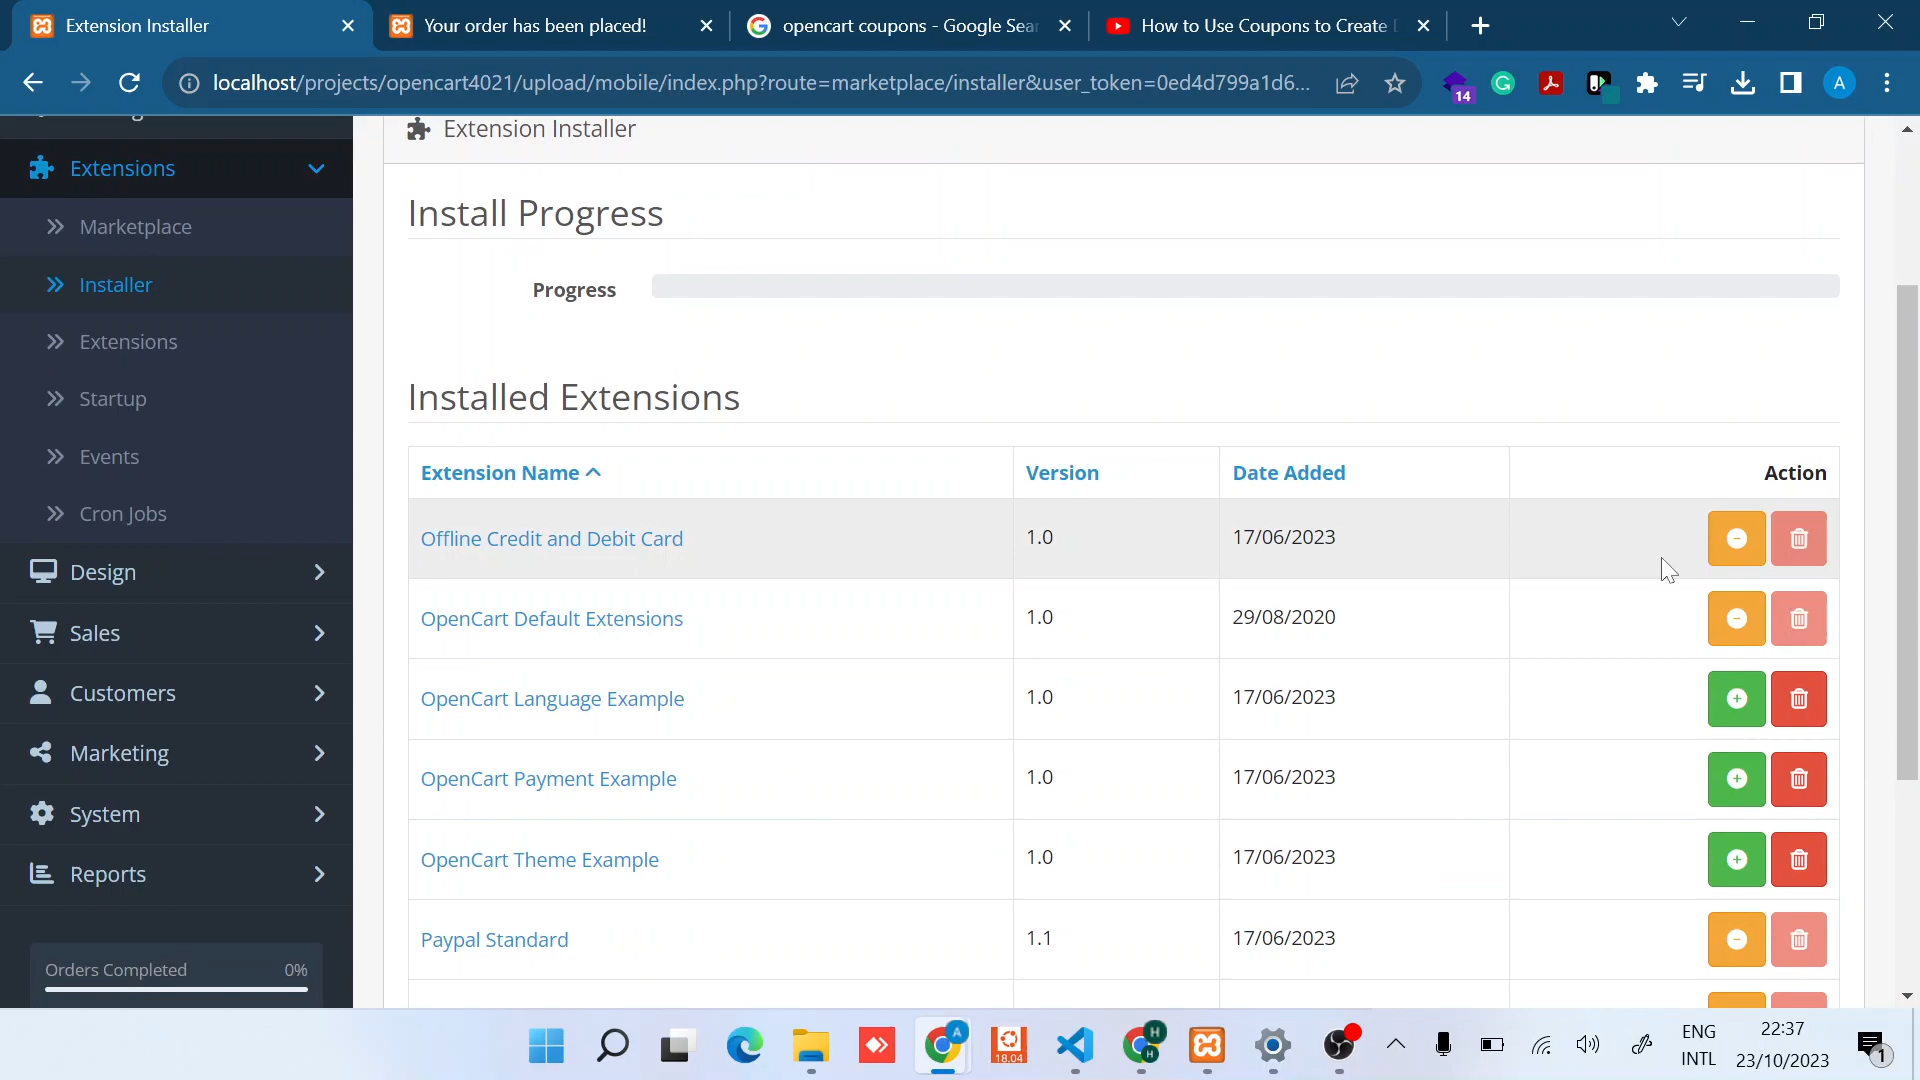 Extension Installer
Your order has been placed!
opencart coupons - Google Sear
How to Use Coupons to Create
localhost/projects/opencart4021/upload/mobile/index.php?route=marketplace/installer&user_token=0ed4d799a1d6...
14
A
Extension Installer
Extensions
Marketplace
Installer
Extensions
Startup
Events
Cron Jobs
Design
Sales
Customers
Marketing
System
Reports
Orders Completed 0%
Install Progress
Progress
Installed Extensions
Extension Name Version Date Added Action
Offline Credit and Debit Card 1.0 17/06/2023
OpenCart Default Extensions 1.0 29/08/2020
OpenCart Language Example 1.0 17/06/2023
OpenCart Payment Example 1.0 17/06/2023
OpenCart Theme Example 1.0 17/06/2023
Paypal Standard 1.1 17/06/2023
A
18.04
H
H
ENG
INTL
22:37
23/10/2023
1